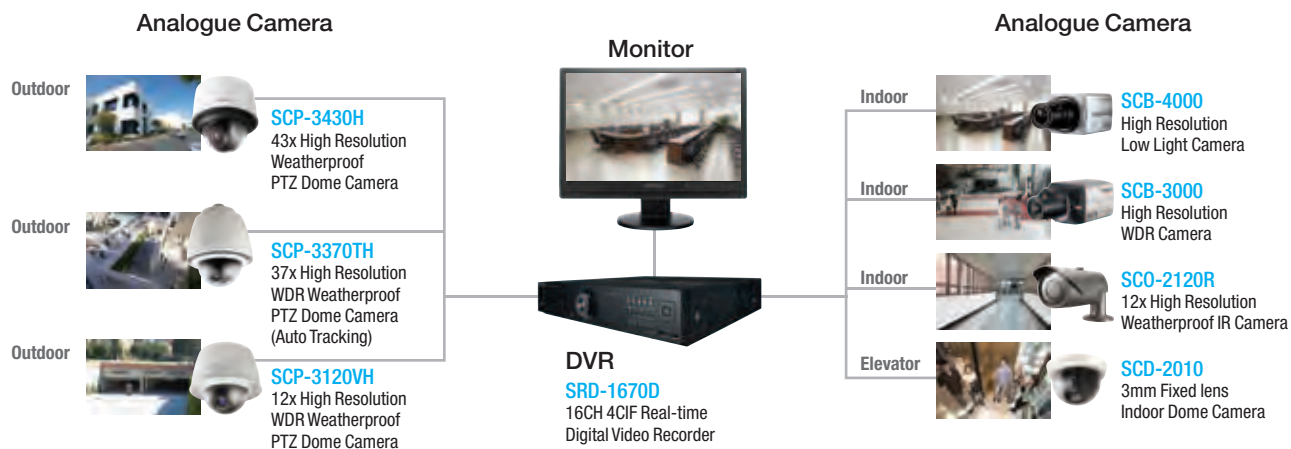 Analogue Camera
Outdoor
SCP-3430H
43x High Resolution
Weatherproof
PTZ Dome Camera
Outdoor
SCP-3370TH
37x High Resolution
WDR Weatherproof
PTZ Dome Camera
(Auto Tracking)
Outdoor
SCP-3120VH
12x High Resolution
WDR Weatherproof
PTZ Dome Camera
Monitor
DVR
SRD-1670D
16CH 4CIF Real-time
Digital Video Recorder
Analogue Camera
Indoor
SCB-4000
High Resolution
Low Light Camera
Indoor
SCB-3000
High Resolution
WDR Camera
Indoor
SCO-2120R
12x High Resolution
Weatherproof IR Camera
Elevator
SCD-2010
3mm Fixed lens
Indoor Dome Camera